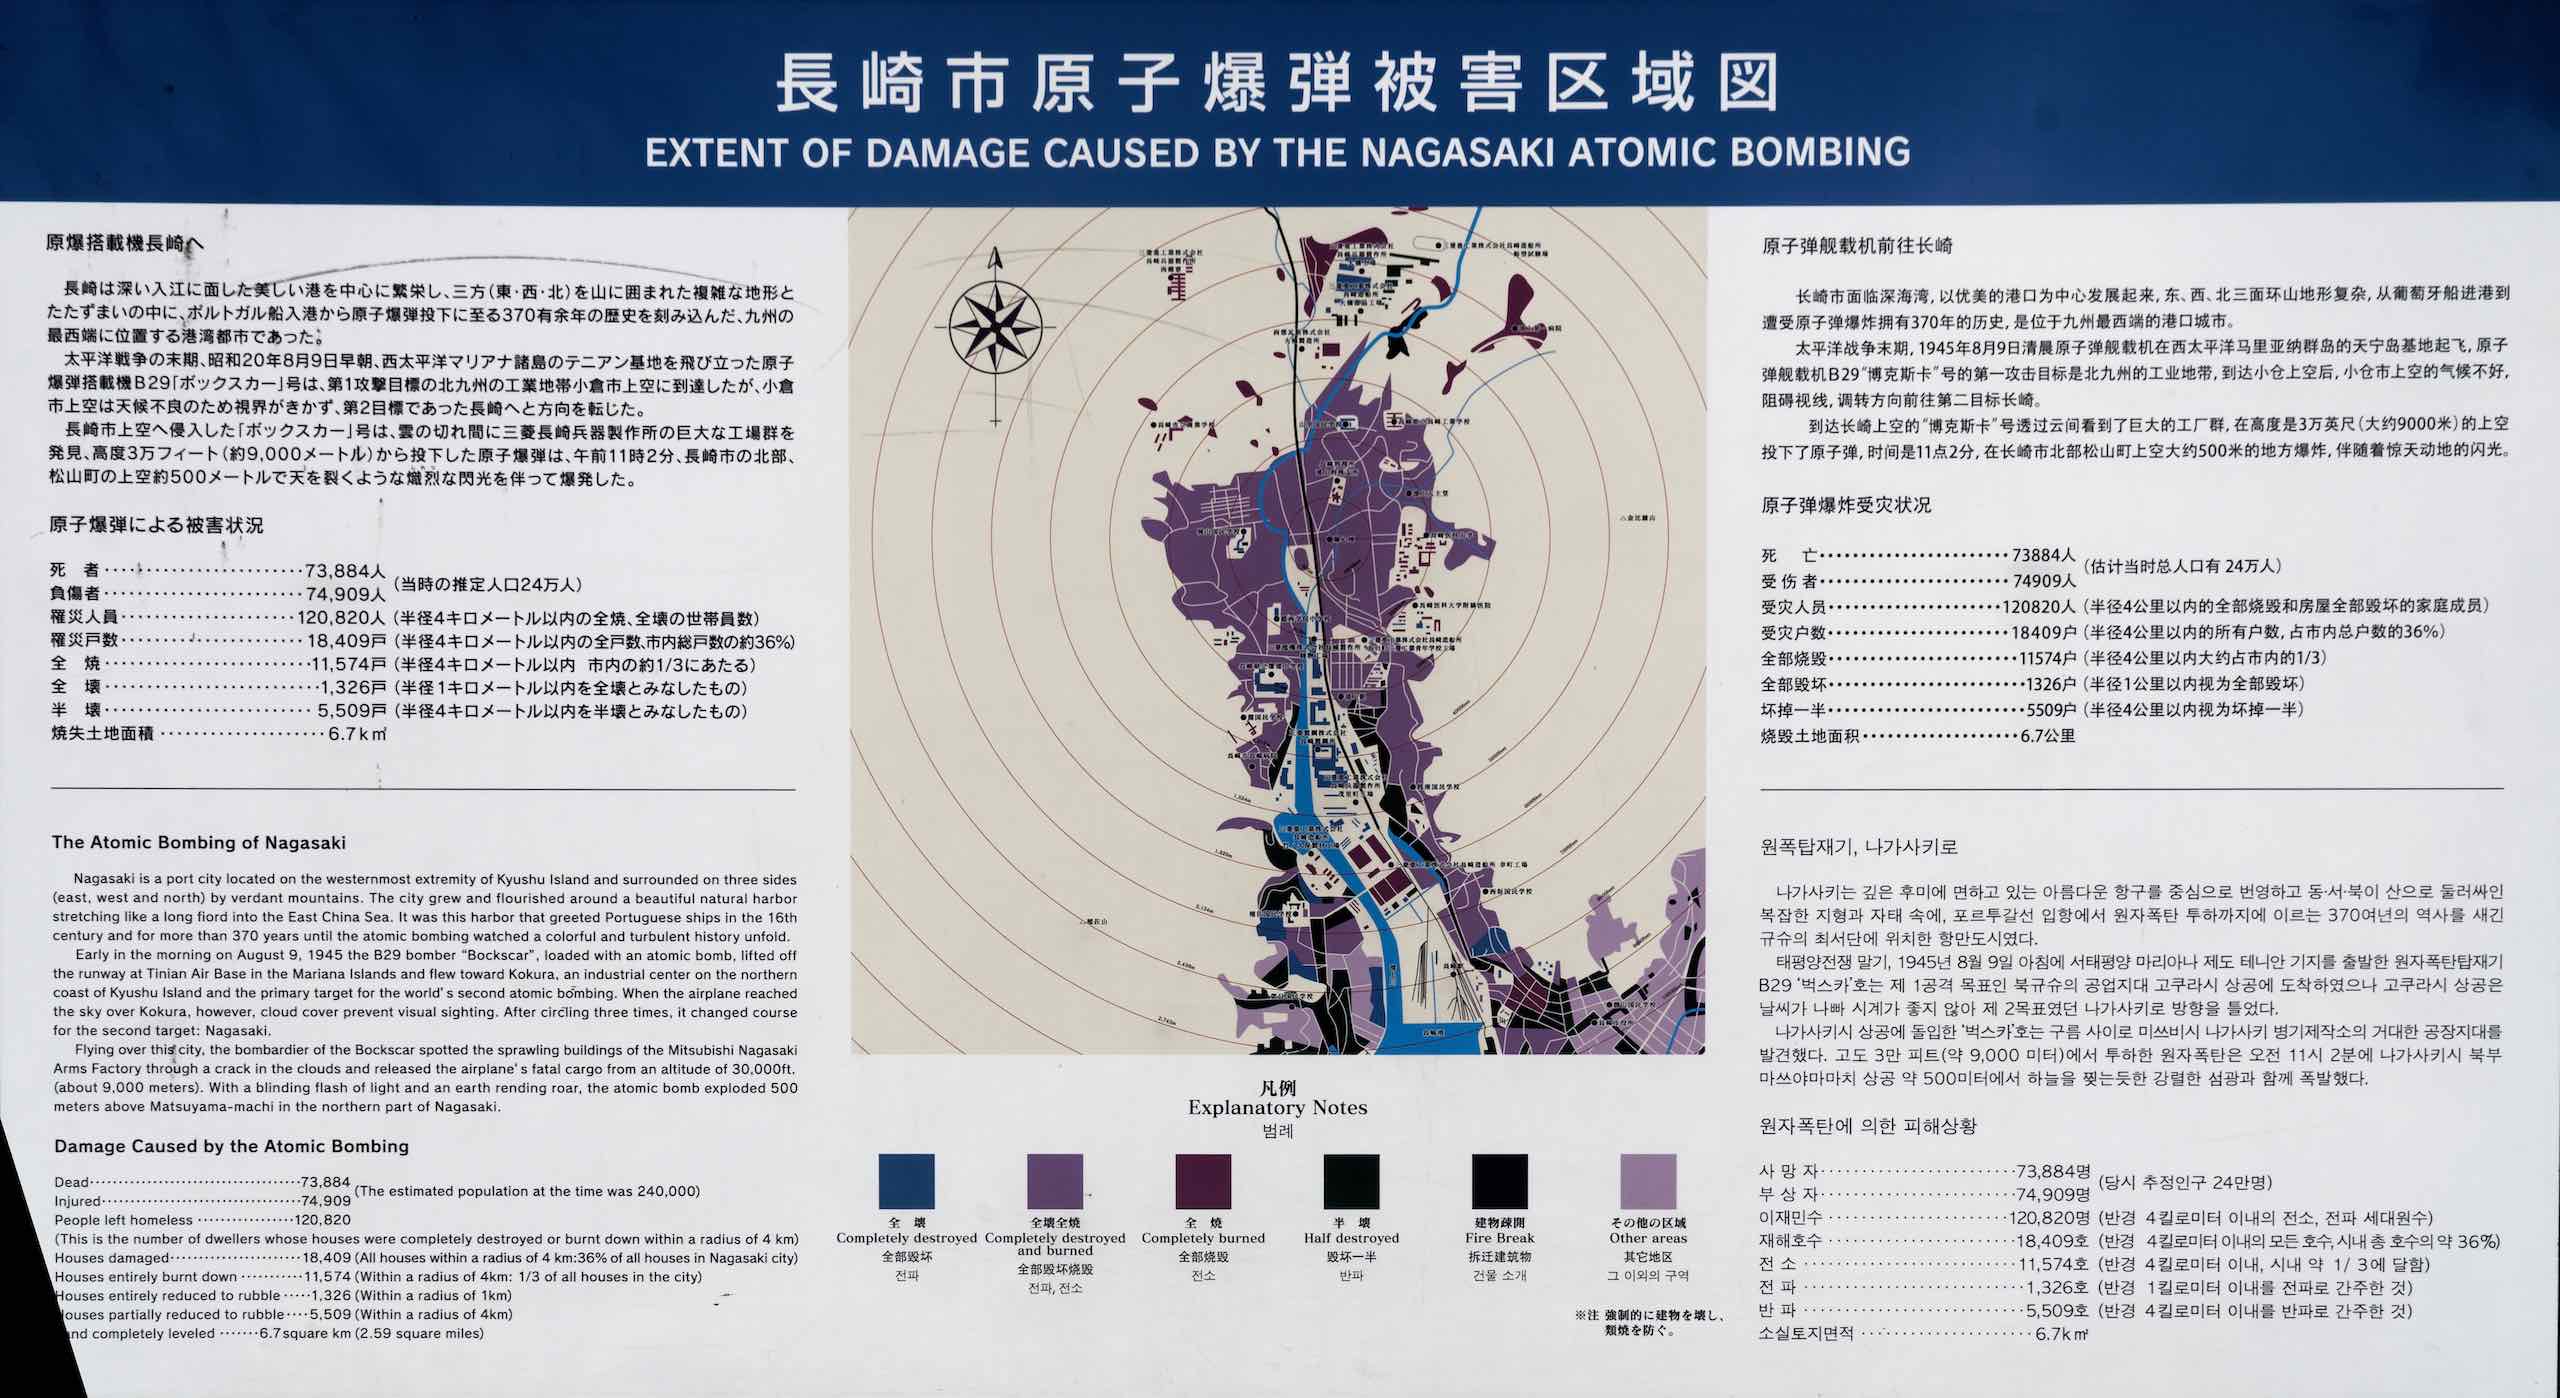 長崎市原子爆弾被害区域図
EXTENT OF DAMAGE CAUSED BY THE NAGASAKI ATOMIC BOMBING
原爆搭載機長崎へ
長崎は深い入江に面した美しい港を中心に繁栄し、三方（東・西・北）を山に囲まれた複雑な地形と
たたずまいの中に、ポルトガル船入港から原子爆弾投下に至る370有余年の歴史を刻み込んだ、九州の
最西端に位置する港湾都市であった。
太平洋戦争の末期、昭和20年8月9日早朝、西太平洋マリアナ諸島のテニアン基地を飛び立った原子
爆弾搭載機B29「ボックスカー」号は、第1攻撃目標の北九州の工業地帯小倉市上空に到達したが、小倉
市上空は天候不良のため視界がきかず、第2目標であった長崎へと方向を転じた。
長崎市上空へ侵入した「ボックスカー」号は、雲の切れ間に三菱長崎兵器製作所の巨大な工場群を
発見、高度3万フィート（約9,000メートル）から投下した原子爆弾は、午前11時2分、長崎市の北部、
松山町の上空約500メートルで天を裂くような熾烈な閃光を伴って爆発した。
原子爆弾による被害状況
死　者························73,884人
（当時の推定人口24万人）
負傷者························74,909人
罹災人員·····················120,820人（半径4キロメートル以内の全焼、全壊の世帯員数）
罹災戸数·······················18,409戸（半径4キロメートル以内の全戸数、市内総戸数の約36%）
全　焼·························11,574戸（半径4キロメートル以内　市内の約1/3にあたる）
全　壊··························1,326戸（半径1キロメートル以内を全壊とみなしたもの）
半　壊·························5,509戸（半径4キロメートル以内を半壊とみなしたもの）
焼失土地面積····················6.7k㎡
The Atomic Bombing of Nagasaki
Nagasaki is a port city located on the westernmost extremity of Kyushu Island and surrounded on three sides
(east, west and north) by verdant mountains. The city grew and flourished around a beautiful natural harbor
stretching like a long fiord into the East China Sea. It was this harbor that greeted Portuguese ships in the 16th
century and for more than 370 years until the atomic bombing watched a colorful and turbulent history unfold.
Early in the morning on August 9, 1945 the B29 bomber “Bockscar”, loaded with an atomic bomb, lifted off
the runway at Tinian Air Base in the Mariana Islands and flew toward Kokura, an industrial center on the northern
coast of Kyushu Island and the primary target for the world's second atomic bombing. When the airplane reached
the sky over Kokura, however, cloud cover prevent visual sighting. After circling three times, it changed course
for the second target: Nagasaki.
Flying over this city, the bombardier of the Bockscar spotted the sprawling buildings of the Mitsubishi Nagasaki
Arms Factory through a crack in the clouds and released the airplane's fatal cargo from an altitude of 30,000ft.
(about 9,000 meters). With a blinding flash of light and an earth rending roar, the atomic bomb exploded 500
meters above Matsuyama-machi in the northern part of Nagasaki.
Damage Caused by the Atomic Bombing
Dead··································73,884
(The estimated population at the time was 240,000)
Injured·······························74,909
People left homeless·················120,820
(This is the number of dwellers whose houses were completely destroyed or burnt down within a radius of 4 km)
Houses damaged·······················18,409 (All houses within a radius of 4 km:36% of all houses in Nagasaki city)
Houses entirely burnt down···········11,574 (Within a radius of 4km: 1/3 of all houses in the city)
Houses entirely reduced to rubble·····1,326 (Within a radius of 1km)
ouses partially reduced to rubble····5,509 (Within a radius of 4km)
nd completely leveled·······6.7square km (2.59 square miles)
三菱重工業株式会社長崎造船所
船型試験場
金比羅山
稲佐山
長崎医科大学附属医院
西坂国民学校
長崎駅
凡例
Explanatory Notes
범례
全　壊
Completely destroyed
全部毁坏
전파
全壊全焼
Completely destroyed
and burned
全部毁坏烧毁
전파, 전소
全　焼
Completely burned
全部烧毁
전소
半　壊
Half destroyed
毁坏一半
반파
建物疎開
Fire Break
拆迁建筑物
건물 소개
その他の区域
Other areas
其它地区
그 이외의 구역
※注 強制的に建物を壊し、
類焼を防ぐ。
原子弹舰载机前往长崎
长崎市面临深海湾，以优美的港口为中心发展起来，东、西、北三面环山地形复杂，从葡萄牙船进港到
遭受原子弹爆炸拥有370年的历史，是位于九州最西端的港口城市。
太平洋战争末期，1945年8月9日清晨原子弹舰载机在西太平洋马里亚纳群岛的天宁岛基地起飞，原子
弹舰载机B29“博克斯卡”号的第一攻击目标是北九州的工业地带，到达小仓上空后，小仓市上空的气候不好，
阻碍视线，调转方向前往第二目标长崎。
到达长崎上空的“博克斯卡”号透过云间看到了巨大的工厂群，在高度是3万英尺（大约9000米）的上空
投下了原子弹，时间是11点2分，在长崎市北部松山町上空大约500米的地方爆炸，伴随着惊天动地的闪光。
原子弹爆炸受灾状况
死　亡·······················73884人
（估计当时总人口有 24万人）
受伤者·······················74909人
受灾人员······················120820人（半径4公里以内的全部烧毁和房屋全部毁坏的家庭成员）
受灾户数·······················18409户（半径4公里以内的所有户数，占市内总户数的36%）
全部烧毁························11574户（半径4公里以内大约占市内的1/3）
全部毁坏·························1326户（半径1公里以内视为全部毁坏）
坏掉一半·························5509户（半径4公里以内视为坏掉一半）
烧毁土地面积···················6.7公里
원폭탑재기, 나가사키로
나가사키는 깊은 후미에 면하고 있는 아름다운 항구를 중심으로 번영하고 동·서·북이 산으로 둘러싸인
복잡한 지형과 자태 속에, 포르투갈선 입항에서 원자폭탄 투하까지에 이르는 370여년의 역사를 새긴
규슈의 최서단에 위치한 항만도시였다.
태평양전쟁 말기, 1945년 8월 9일 아침에 서태평양 마리아나 제도 테니안 기지를 출발한 원자폭탄탑재기
B29 ‘벅스카’호는 제 1공격 목표인 북규슈의 공업지대 고쿠라시 상공에 도착하였으나 고쿠라시 상공은
날씨가 나빠 시계가 좋지 않아 제 2목표였던 나가사키로 방향을 틀었다.
나가사키시 상공에 돌입한 ‘벅스카’호는 구름 사이로 미쓰비시 나가사키 병기제작소의 거대한 공장지대를
발견했다. 고도 3만 피트(약 9,000 미터)에서 투하한 원자폭탄은 오전 11시 2분에 나가사키시 북부
마쓰야마마치 상공 약 500미터에서 하늘을 찢는듯한 강렬한 섬광과 함께 폭발했다.
원자폭탄에 의한 피해상황
사 망 자························73,884명
(당시 추정인구 24만명)
부 상 자························74,909명
이재민수······················120,820명 (반경 4킬로미터 이내의 전소, 전파 세대원수)
재해호수·······················18,409호 (반경 4킬로미터 이내의 모든 호수, 시내 총 호수의 약 36%)
전 소··························11,574호 (반경 4킬로미터 이내, 시내 약 1/ 3에 달함)
전 파···························1,326호 (반경 1킬로미터 이내를 전파로 간주한 것)
반 파···························5,509호 (반경 4킬로미터 이내를 반파로 간주한 것)
소실토지면적·····················6.7k㎡